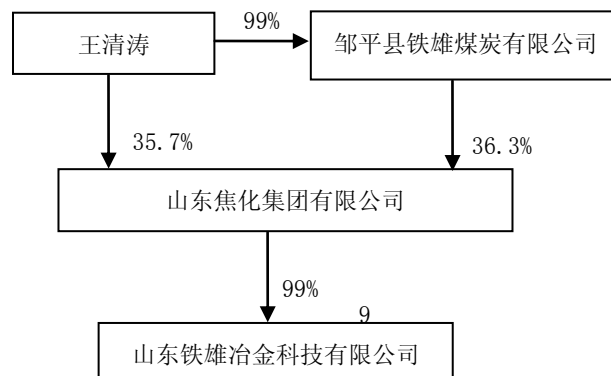 99%
王清涛
邹平县铁雄煤炭有限公司
35.7%
36.3%
山东焦化集团有限公司
99%
9
山东铁雄冶金科技有限公司